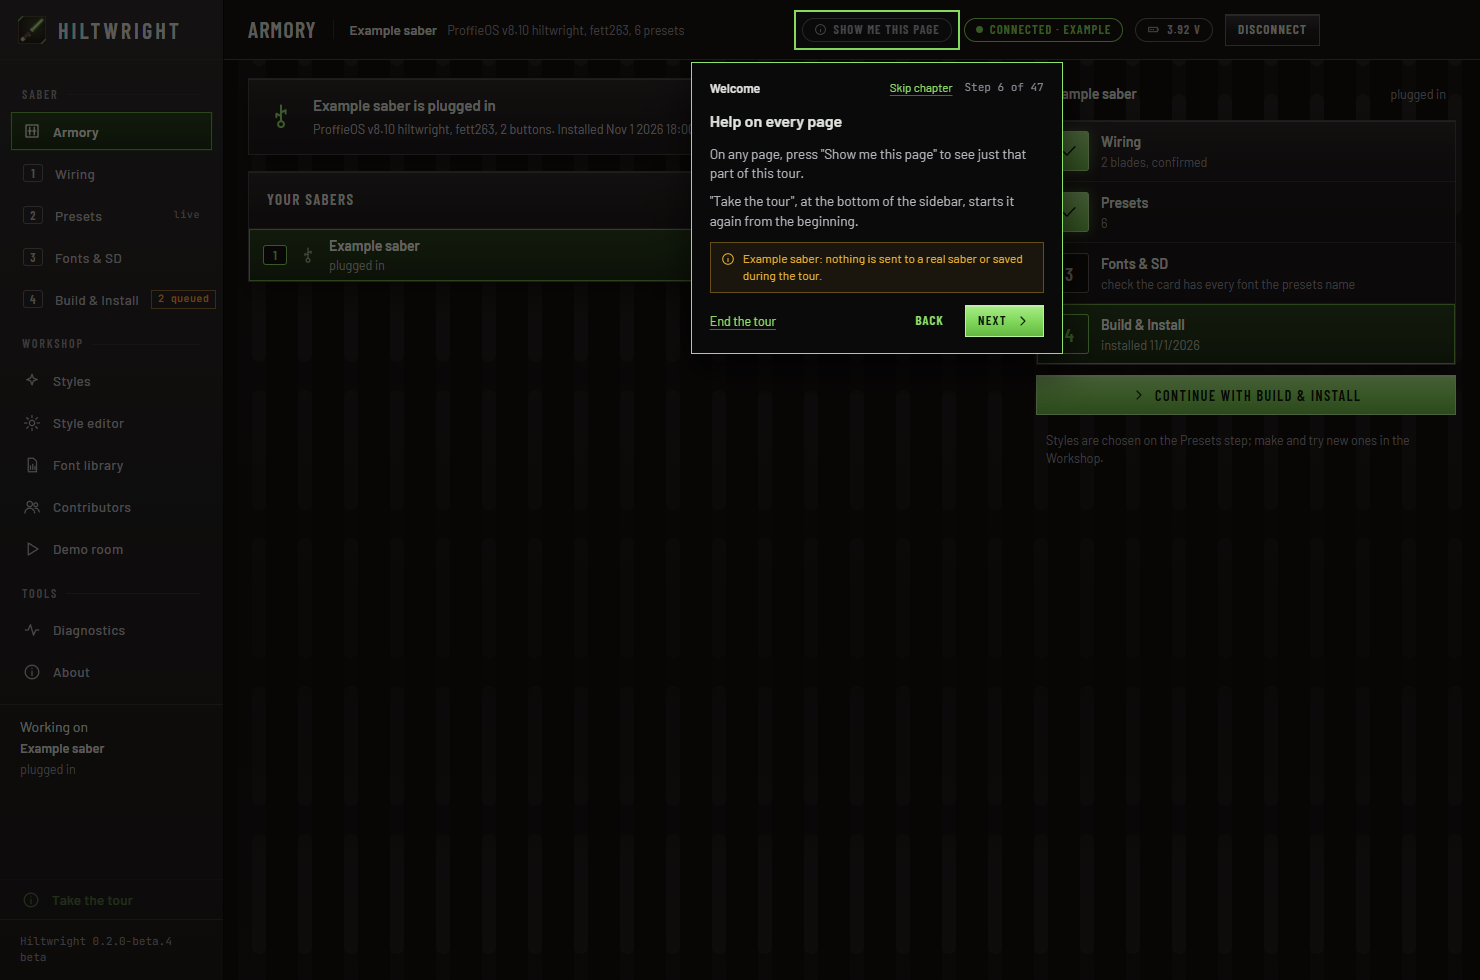 HILTWRIGHT
SABER
Armory
1 Wiring
2 Presets live
3 Fonts & SD
4 Build & Install 2 queued
WORKSHOP
Styles
Style editor
Font library
Contributors
Demo room
TOOLS
Diagnostics
About
Working on
Example saber
plugged in
Take the tour
Hiltwright 0.2.0-beta.4
beta
ARMORY
Example saber ProffieOS v8.10 hiltwright, fett263, 6 presets
SHOW ME THIS PAGE
CONNECTED · EXAMPLE
3.92 V
DISCONNECT
Example saber is plugged in
ProffieOS v8.10 hiltwright, fett263, 2 buttons. Installed Nov 1 2026 18:00
YOUR SABERS
1 Example saber
plugged in
Welcome Skip chapter Step 6 of 47
Help on every page
On any page, press "Show me this page" to see just that
part of this tour.
"Take the tour", at the bottom of the sidebar, starts it
again from the beginning.
Example saber: nothing is sent to a real saber or saved
during the tour.
End the tour BACK NEXT
ample saber plugged in
Wiring
2 blades, confirmed
Presets
6
3 Fonts & SD
check the card has every font the presets name
4 Build & Install
installed 11/1/2026
CONTINUE WITH BUILD & INSTALL
Styles are chosen on the Presets step; make and try new ones in the
Workshop.